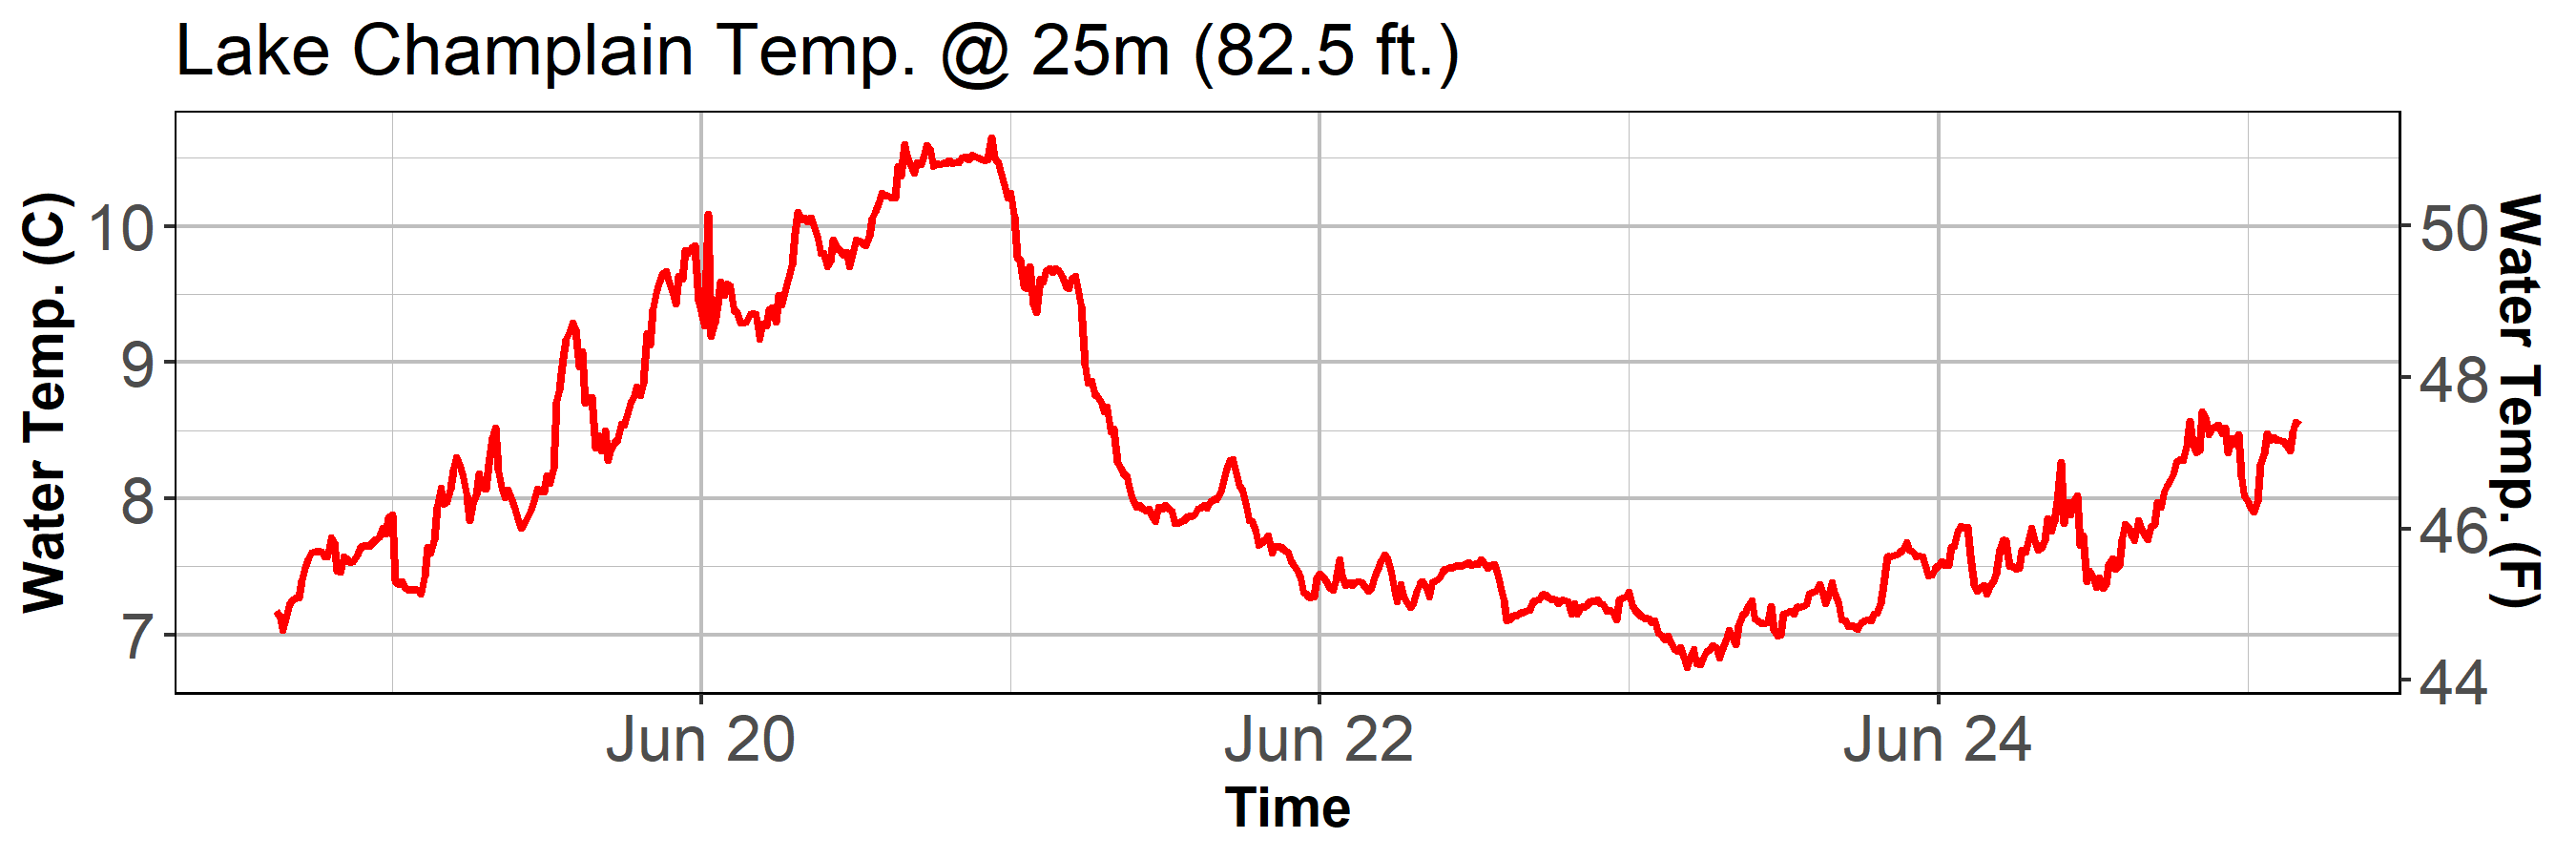 Lake Champlain Temp. @ 25m (82.5 ft.)
Water Temp. (C)
10
9
8
7
50
48
46
44
Water Temp. (F)
Jun 20
Jun 22
Jun 24
Time